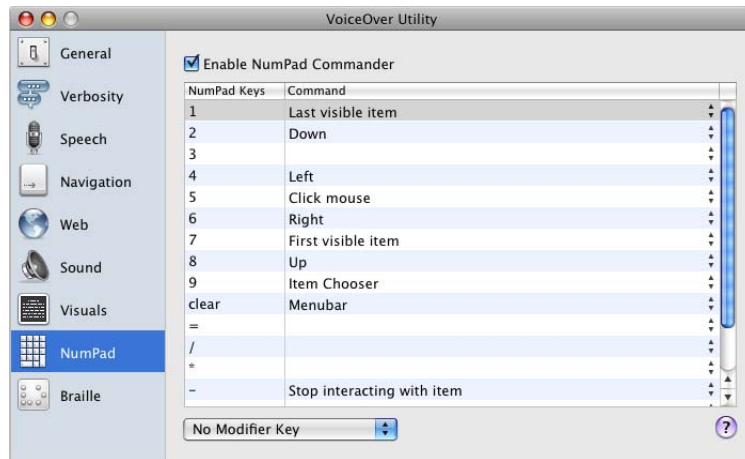 VoiceOver Utility
General
Verbosity
Speech
Navigation
Web
Sound
Visuals
NumPad
Braille
Enable NumPad Commander
NumPad Keys Command
1 Last visible item
2 Down
3
4 Left
5 Click mouse
6 Right
7 First visible item
8 Up
9 Item Chooser
clear Menubar
=
/
*
- Stop interacting with item
No Modifier Key
?